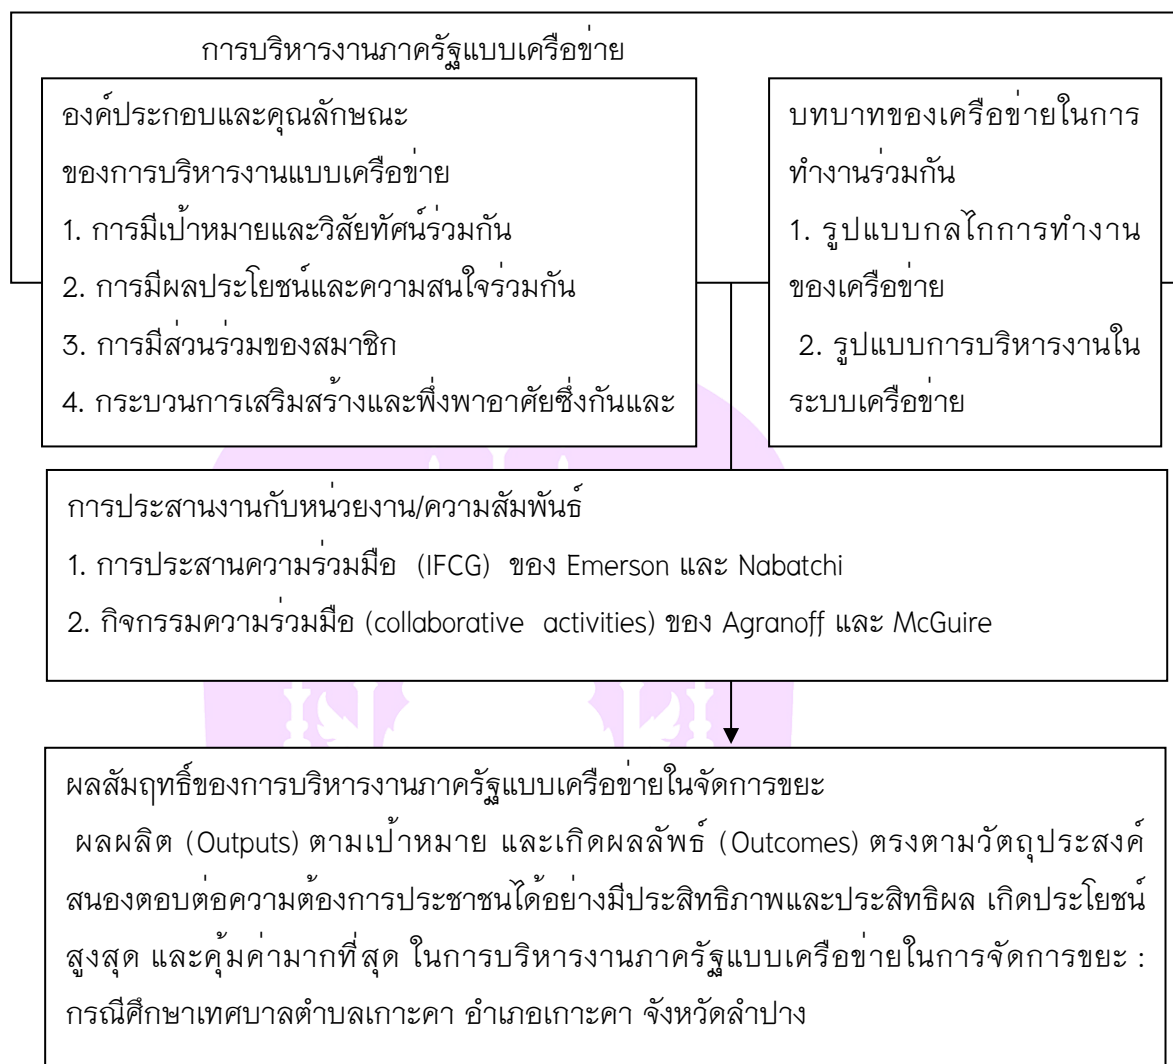 การบริหารงานภาครัฐแบบเครือข่าย
องค์ประกอบและคุณลักษณะ
ของการบริหารงานแบบเครือข่าย
1. การมีเป้าหมายและวิสัยทัศน์ร่วมกัน
2. การมีผลประโยชน์และความสนใจร่วมกัน
3. การมีส่วนร่วมของสมาชิก
4. กระบวนการเสริมสร้างและพึ่งพาอาศัยซึ่งกันและ
บทบาทของเครือข่ายในการ
ทำงานร่วมกัน
1. รูปแบบกลไกการทำงาน
ของเครือข่าย
2. รูปแบบการบริหารงานใน
ระบบเครือข่าย
การประสานงานกับหน่วยงาน/ความสัมพันธ์
1. การประสานความร่วมมือ (IFCG) ของ Emerson และ Nabatchi
2. กิจกรรมความร่วมมือ (collaborative activities) ของ Agranoff และ McGuire
ผลสัมฤทธิ์ของการบริหารงานภาครัฐแบบเครือข่ายในจัดการขยะ
ผลผลิต (Outputs) ตามเป้าหมาย และเกิดผลลัพธ์ (Outcomes) ตรงตามวัตถุประสงค์
สนองตอบต่อความต้องการประชาชนได้อย่างมีประสิทธิภาพและประสิทธิผล เกิดประโยชน์
สูงสุด และคุ้มค่ามากที่สุด ในการบริหารงานภาครัฐแบบเครือข่ายในการจัดการขยะ :
กรณีศึกษาเทศบาลตำบลเกาะคา อำเภอเกาะคา จังหวัดลำปาง